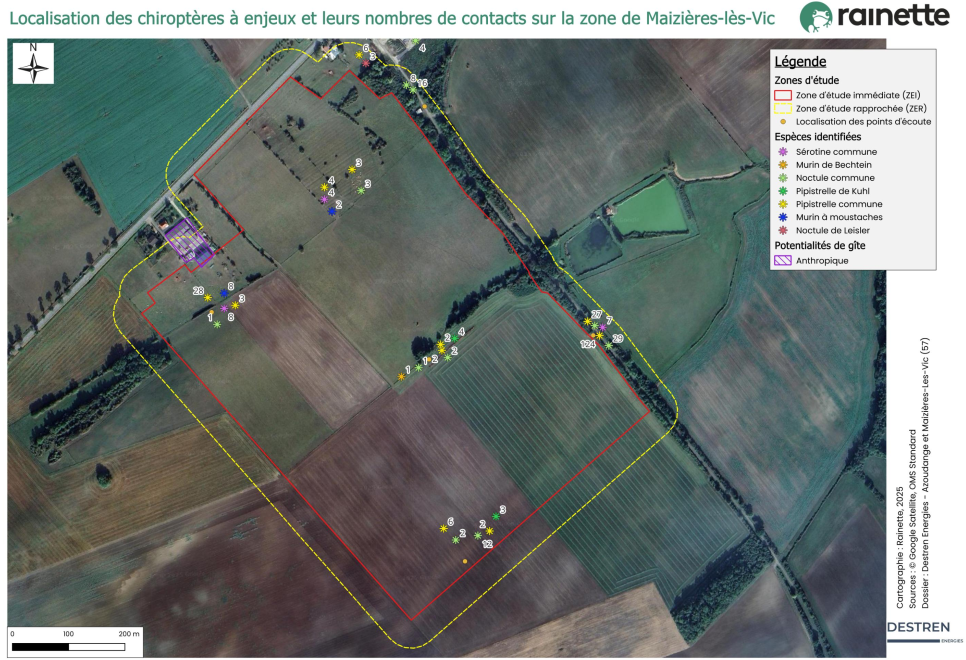 Localisation des chiroptères à enjeux et leurs nombres de contacts sur la zone de Maizières-lès-Vic
rainette
N
Légende
Zones d'étude
Zone d'étude immédiate (ZEI)
Zone d'étude rapprochée (ZER)
Localisation des points d'écoute
Espèces identifiées
Sérotine commune
Murin de Bechtein
Noctule commune
Pipistrelle de Kuhl
Pipistrelle commune
Murin à moustaches
Noctule de Leisler
Potentialités de gîte
Anthropique
6
3
4
8
16
3
4
4
3
2
28
8
3
1
8
27
7
124
29
2
4
2
2
1
1
6
2
2
3
12
0 100 200 m
Cartographie : Rainette, 2025
Sources : © Google Satellite, OMS Standard
Dossier : Destren Energies - Azoudange et Maizières-Les-Vic (57)
DESTREN
ENERGIES